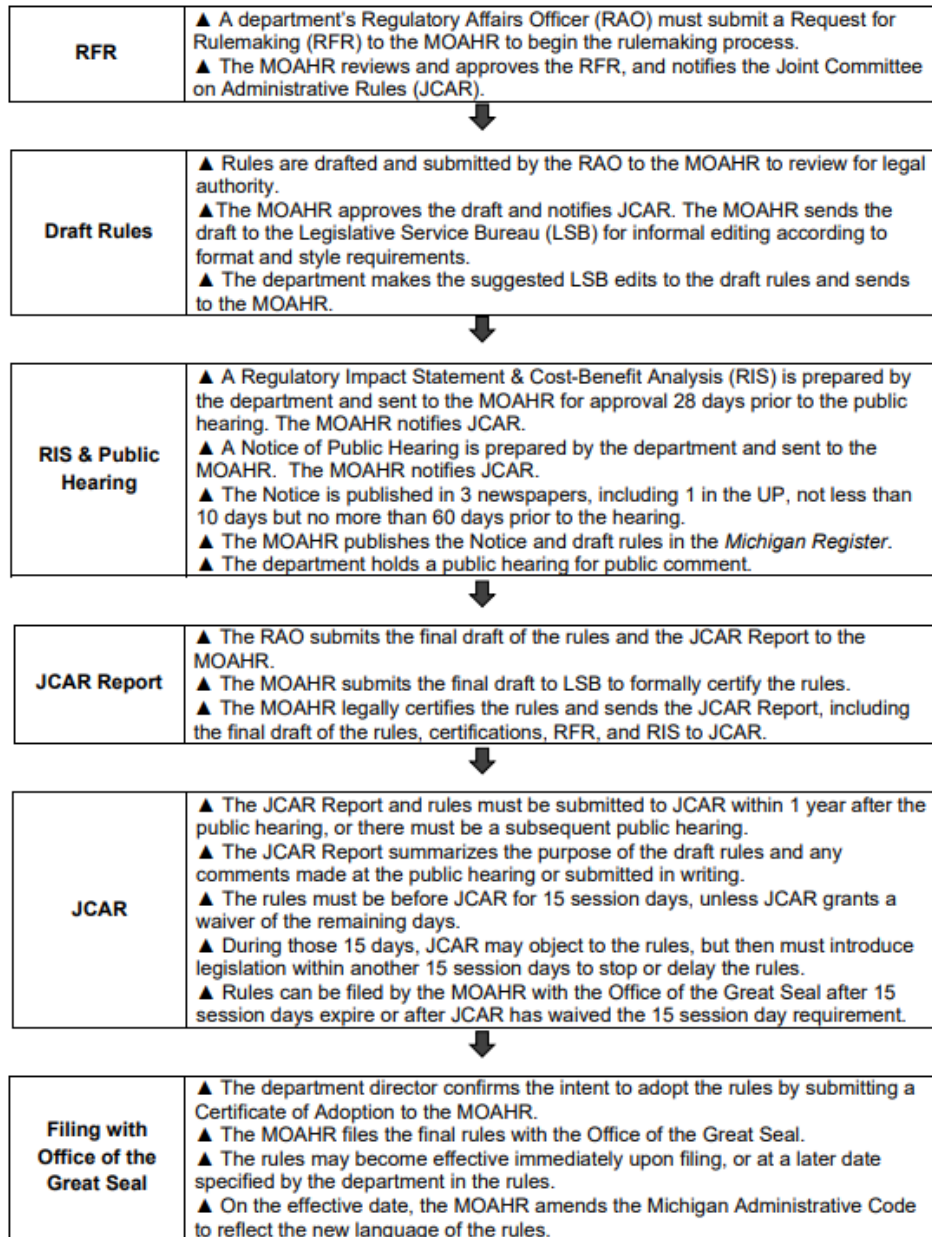 RFR
▲ A department's Regulatory Affairs Officer (RAO) must submit a Request for
Rulemaking (RFR) to the MOAHR to begin the rulemaking process.
▲ The MOAHR reviews and approves the RFR, and notifies the Joint Committee
on Administrative Rules (JCAR).
Draft Rules
▲ Rules are drafted and submitted by the RAO to the MOAHR to review for legal
authority.
▲The MOAHR approves the draft and notifies JCAR. The MOAHR sends the
draft to the Legislative Service Bureau (LSB) for informal editing according to
format and style requirements.
▲ The department makes the suggested LSB edits to the draft rules and sends
to the MOAHR.
RIS & Public
Hearing
▲ A Regulatory Impact Statement & Cost-Benefit Analysis (RIS) is prepared by
the department and sent to the MOAHR for approval 28 days prior to the public
hearing. The MOAHR notifies JCAR.
▲ A Notice of Public Hearing is prepared by the department and sent to the
MOAHR.  The MOAHR notifies JCAR.
▲ The Notice is published in 3 newspapers, including 1 in the UP, not less than
10 days but no more than 60 days prior to the hearing.
▲ The MOAHR publishes the Notice and draft rules in the Michigan Register.
▲ The department holds a public hearing for public comment.
JCAR Report
▲ The RAO submits the final draft of the rules and the JCAR Report to the
MOAHR.
▲ The MOAHR submits the final draft to LSB to formally certify the rules.
▲ The MOAHR legally certifies the rules and sends the JCAR Report, including
the final draft of the rules, certifications, RFR, and RIS to JCAR.
JCAR
▲ The JCAR Report and rules must be submitted to JCAR within 1 year after the
public hearing, or there must be a subsequent public hearing.
▲ The JCAR Report summarizes the purpose of the draft rules and any
comments made at the public hearing or submitted in writing.
▲ The rules must be before JCAR for 15 session days, unless JCAR grants a
waiver of the remaining days.
▲ During those 15 days, JCAR may object to the rules, but then must introduce
legislation within another 15 session days to stop or delay the rules.
▲ Rules can be filed by the MOAHR with the Office of the Great Seal after 15
session days expire or after JCAR has waived the 15 session day requirement.
Filing with
Office of the
Great Seal
▲ The department director confirms the intent to adopt the rules by submitting a
Certificate of Adoption to the MOAHR.
▲ The MOAHR files the final rules with the Office of the Great Seal.
▲ The rules may become effective immediately upon filing, or at a later date
specified by the department in the rules.
▲ On the effective date, the MOAHR amends the Michigan Administrative Code
to reflect the new language of the rules.